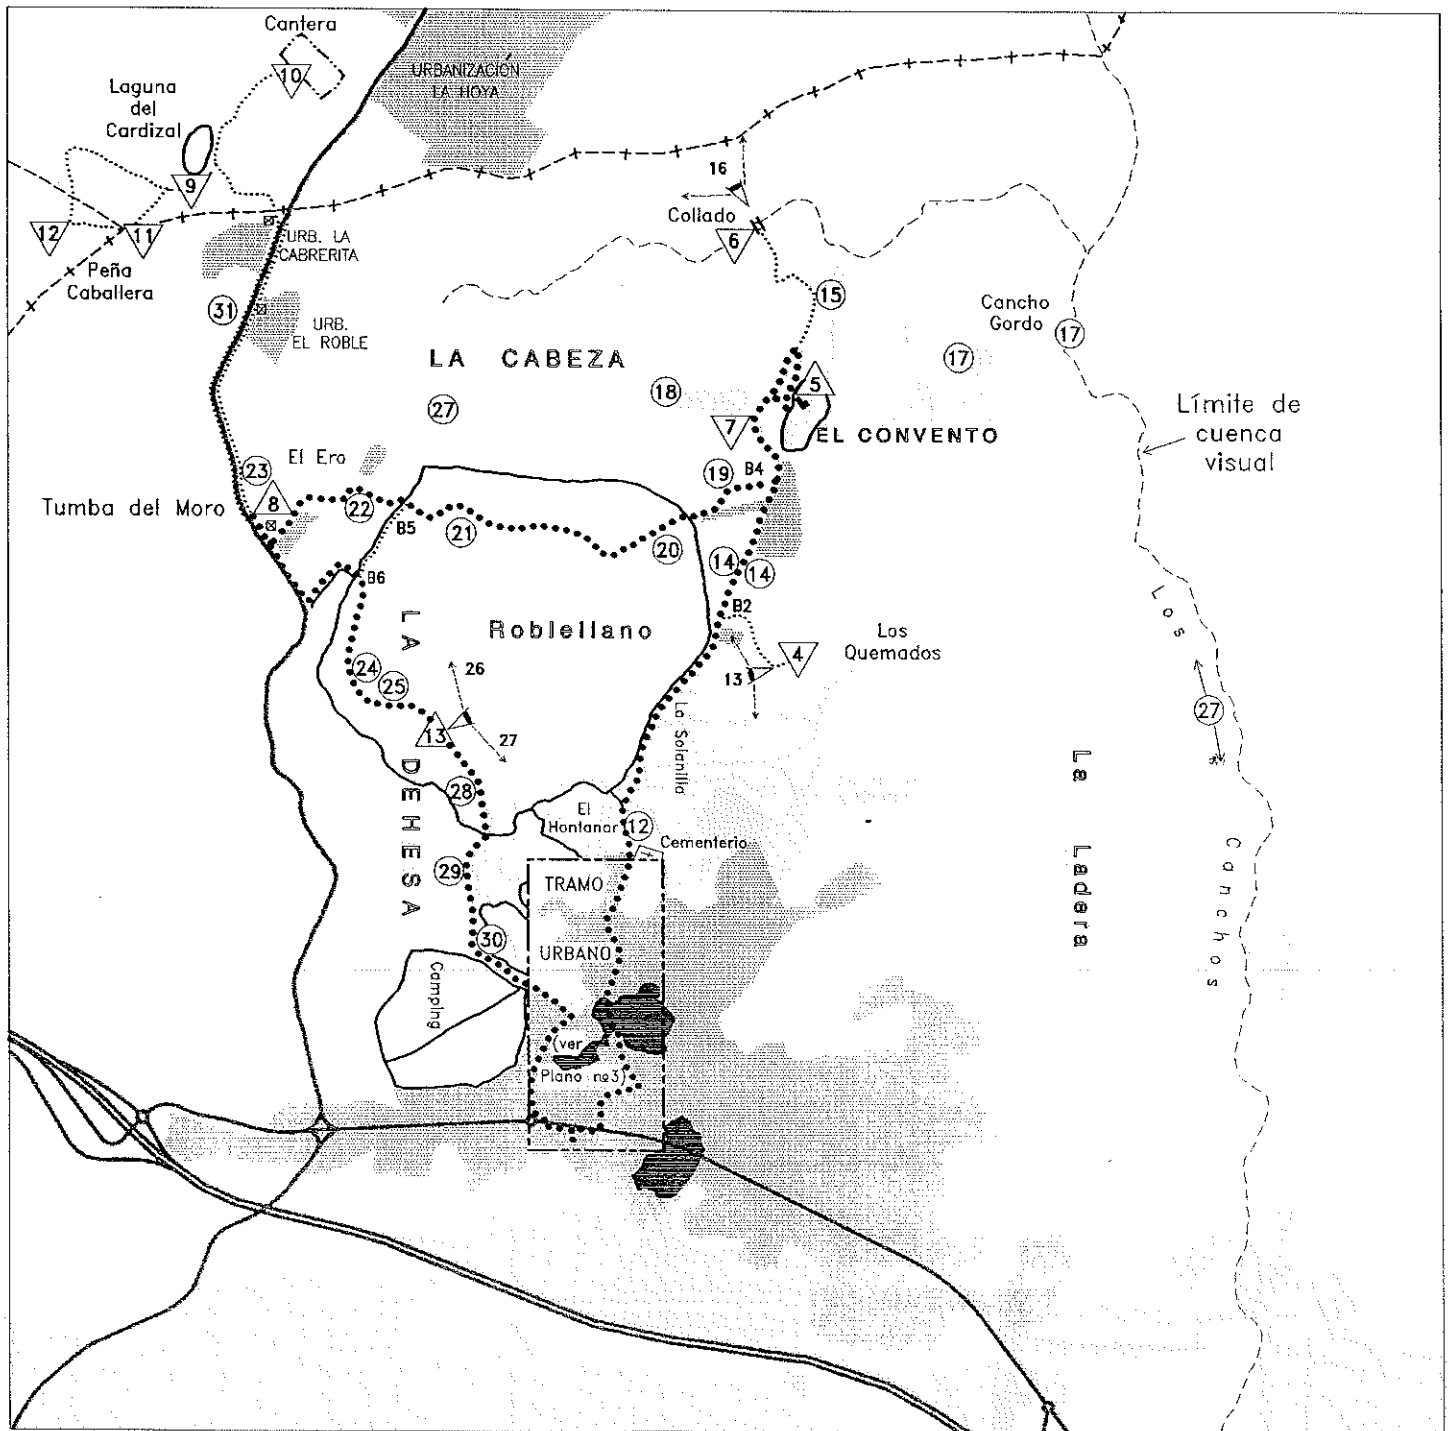 Cantera
10
URBANIZACIÓN
LA HOYA
Laguna
del
Cardizal
9
12
11
Peña
Caballera
URB. LA
CABRERITA
31
URB.
EL ROBLE
16
Collado
6
15
Cancho
Gordo
17
17
LA CABEZA
27
18
5
7
EL CONVENTO
Límite de
cuenca
visual
23
El Era
19
B4
Tumba del Moro
8
22
B5
21
20
14
14
B6
B2
LA DEHESA
Roblellano
Los
Quemados
4
13
24
25
26
13
27
La Solanilla
Los Canchos
27
La Ladera
28
El
Hontanar
12
Cementerio
29
TRAMO
URBANO
30
Camping
(ver
Plano nº3)